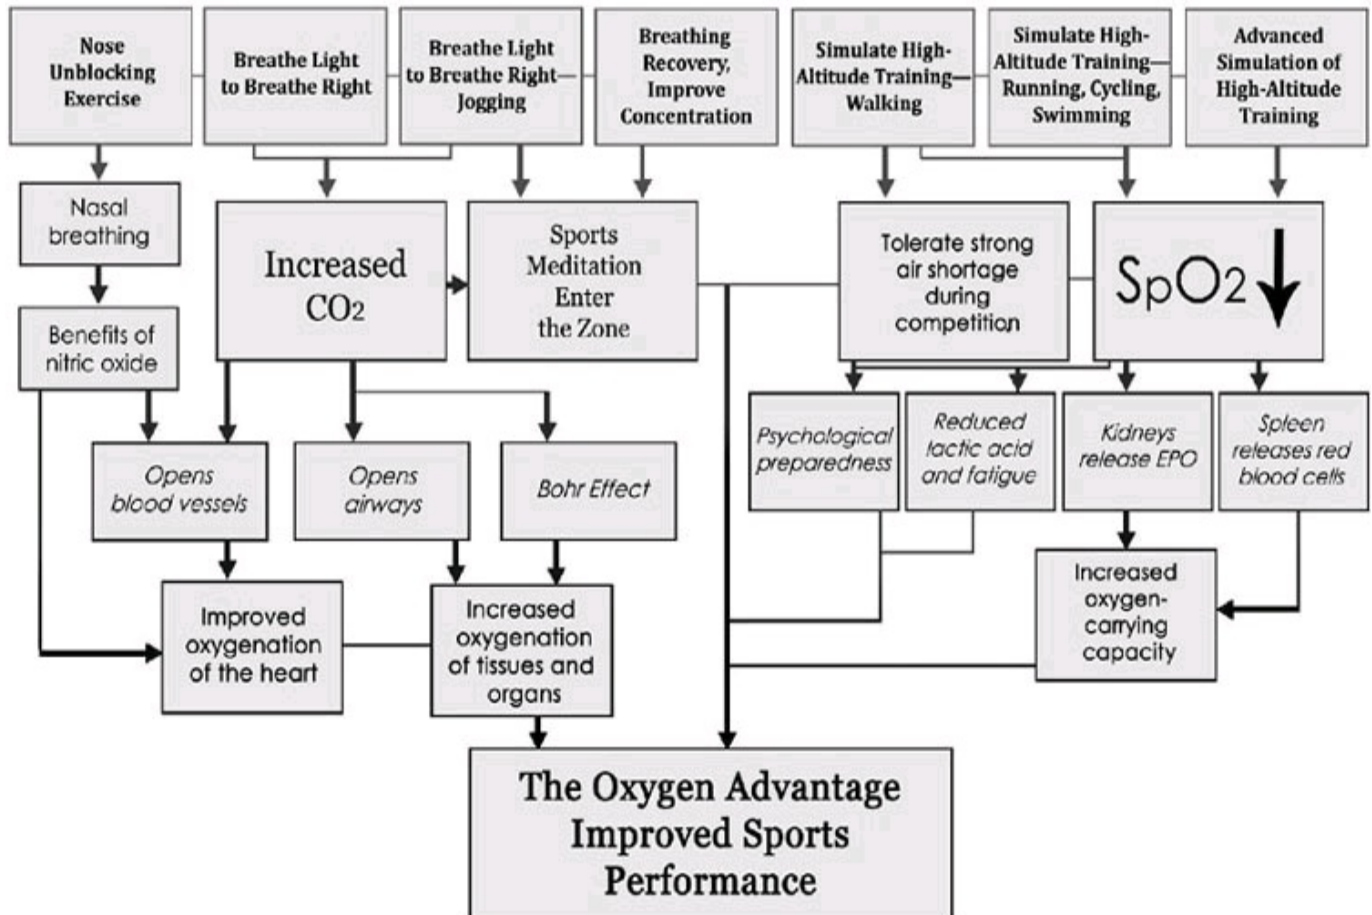 Nose
Unblocking
Exercise
Breathe Light
to Breathe Right
Breathe Light
to Breathe Right—
Jogging
Breathing
Recovery,
Improve
Concentration
Simulate High-
Altitude Training—
Walking
Simulate High-
Altitude Training—
Running, Cycling,
Swimming
Advanced
Simulation of
High-Altitude
Training
Nasal
breathing
Increased
CO2
Sports
Meditation
Enter
the Zone
Tolerate strong
air shortage
during
competition
SpO2
Benefits of
nitric oxide
Psychological
preparedness
Reduced
lactic acid
and fatigue
Kidneys
release EPO
Spleen
releases red
blood cells
Opens
blood vessels
Opens
airways
Bohr Effect
Improved
oxygenation
of the heart
Increased
oxygenation
of tissues and
organs
Increased
oxygen-
carrying
capacity
The Oxygen Advantage
Improved Sports
Performance